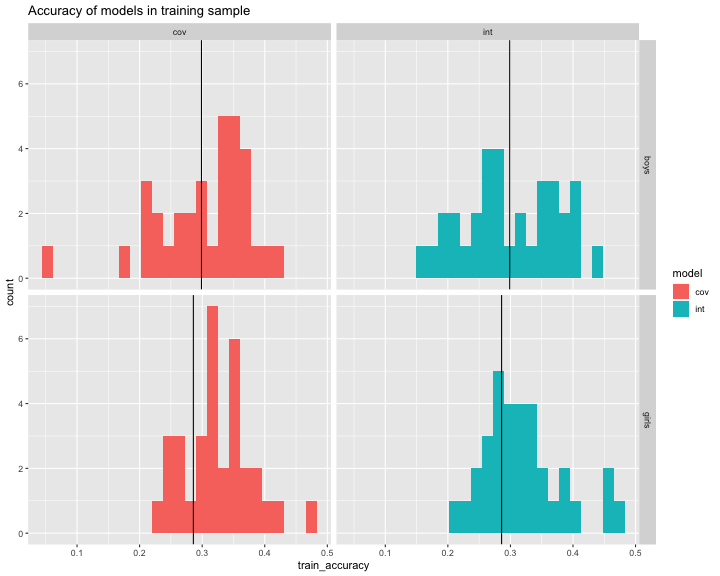 Accuracy of models in training sample
cov
int
6
4
2
0
boys
6
4
2
0
girls
count
0.1 0.2 0.3 0.4 0.5
0.1 0.2 0.3 0.4 0.5
train_accuracy
model
cov
int